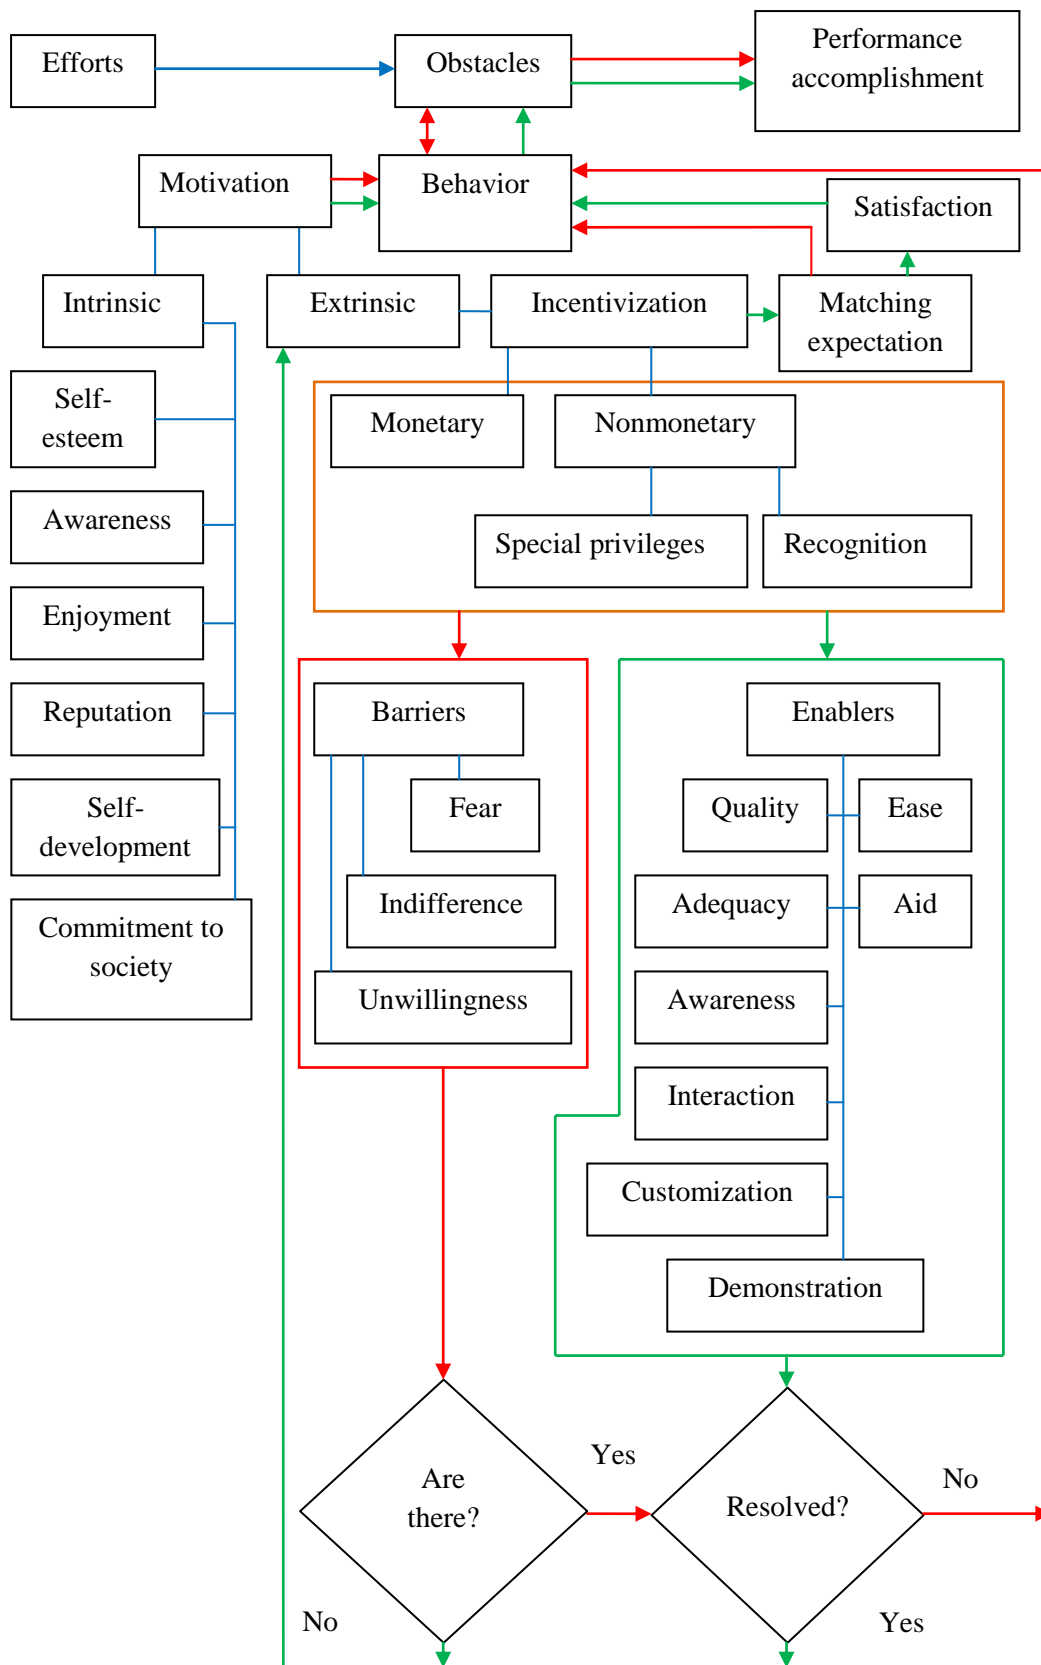 Efforts
Obstacles
Performance
accomplishment
Motivation
Behavior
Satisfaction
Intrinsic
Extrinsic
Incentivization
Matching
expectation
Self-
esteem
Monetary
Nonmonetary
Awareness
Special privileges
Recognition
Enjoyment
Reputation
Barriers
Enablers
Self-
development
Fear
Quality
Ease
Commitment to
society
Indifference
Adequacy
Aid
Unwillingness
Awareness
Interaction
Customization
Demonstration
Are
there?
Yes
Resolved?
No
No
Yes